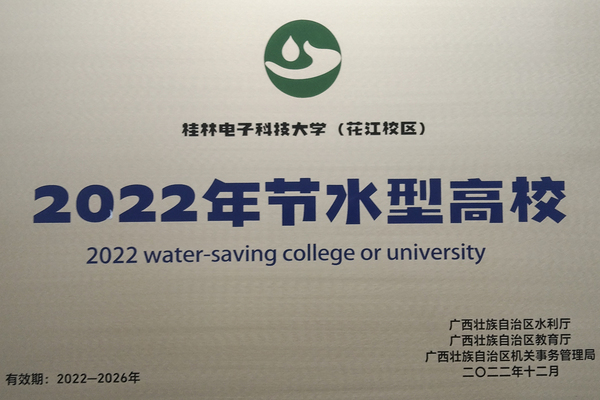 桂林电子科技大学（花江校区）
2022年节水型高校
2022 water-saving college or university
广西壮族自治区水利厅
广西壮族自治区教育厅
广西壮族自治区机关事务管理局
二〇二二年十二月
有效期：2022—2026年